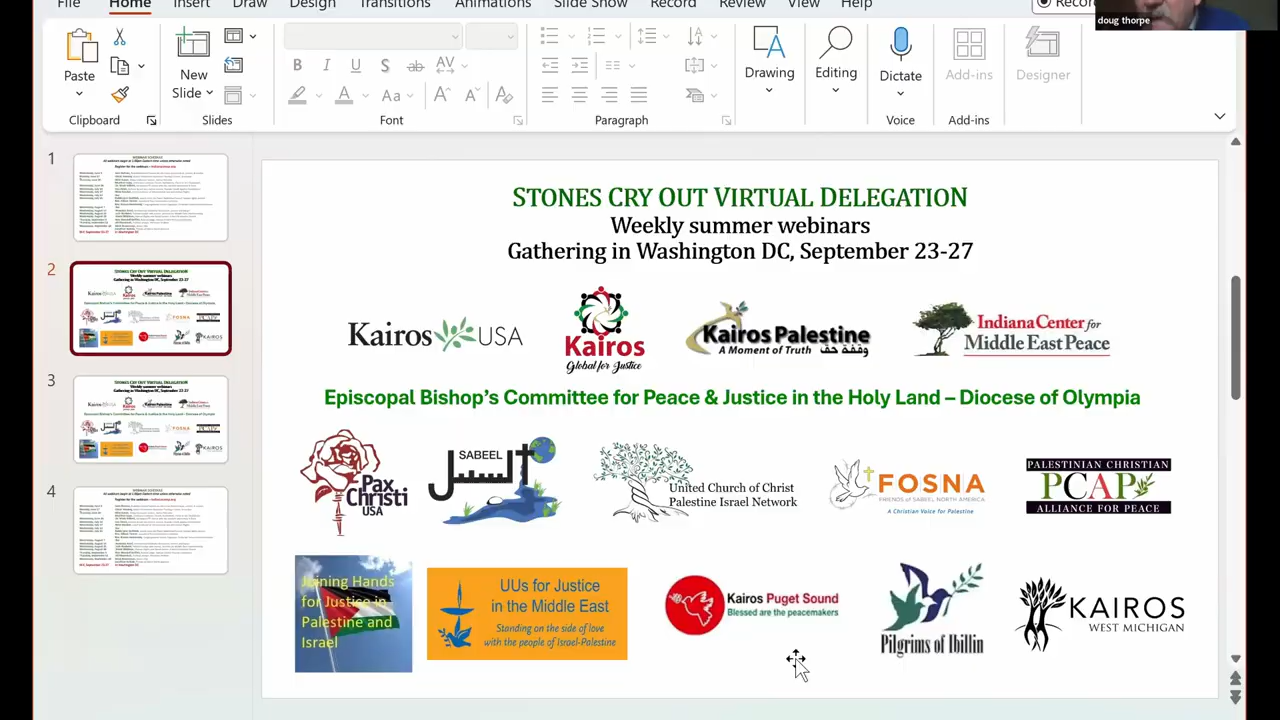 File Home Insert Draw Design Transitions Animations Slide Show Record Review View Help
doug thorpe
Paste
New
Slide
Drawing
Editing
Dictate
Add-ins
Designer
Clipboard
Slides
Font
Paragraph
Voice
Add-ins
1
2
3
4
STONES CRY OUT VIRTUAL DELEGATION
Weekly summer webinars
Gathering in Washington DC, September 23-27
Kairos USA
Kairos
Global for Justice
Kairos Palestine
A Moment of Truth وقفة حق
Indiana Center for
Middle East Peace
Episcopal Bishop's Committee for Peace & Justice in the Holy Land – Diocese of Olympia
Pax
Christi
USA
SABEEL
السبيل
United Church of Christ
Palestine Israel Network
FOSNA
FRIENDS OF SABEEL NORTH AMERICA
A Christian Voice for Palestine
PALESTINIAN CHRISTIAN
PCAP
ALLIANCE FOR PEACE
Joining Hands
for Justice in
Palestine and
Israel
UUs for Justice
in the Middle East
Standing on the side of love
with the people of Israel-Palestine
Kairos Puget Sound
Blessed are the peacemakers
Pilgrims of Ibillin
KAIROS
WEST MICHIGAN